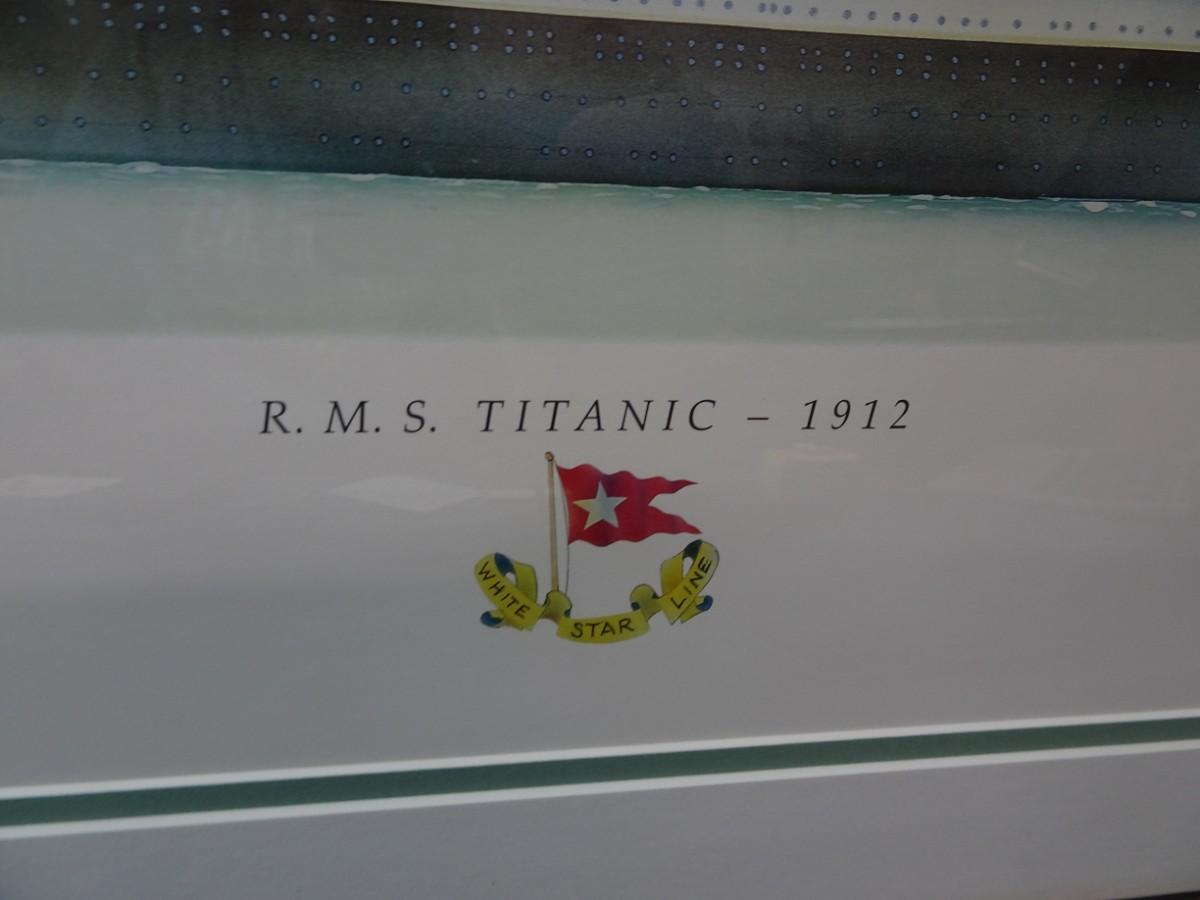 R. M. S. TITANIC – 1912
WHITE STAR LINE